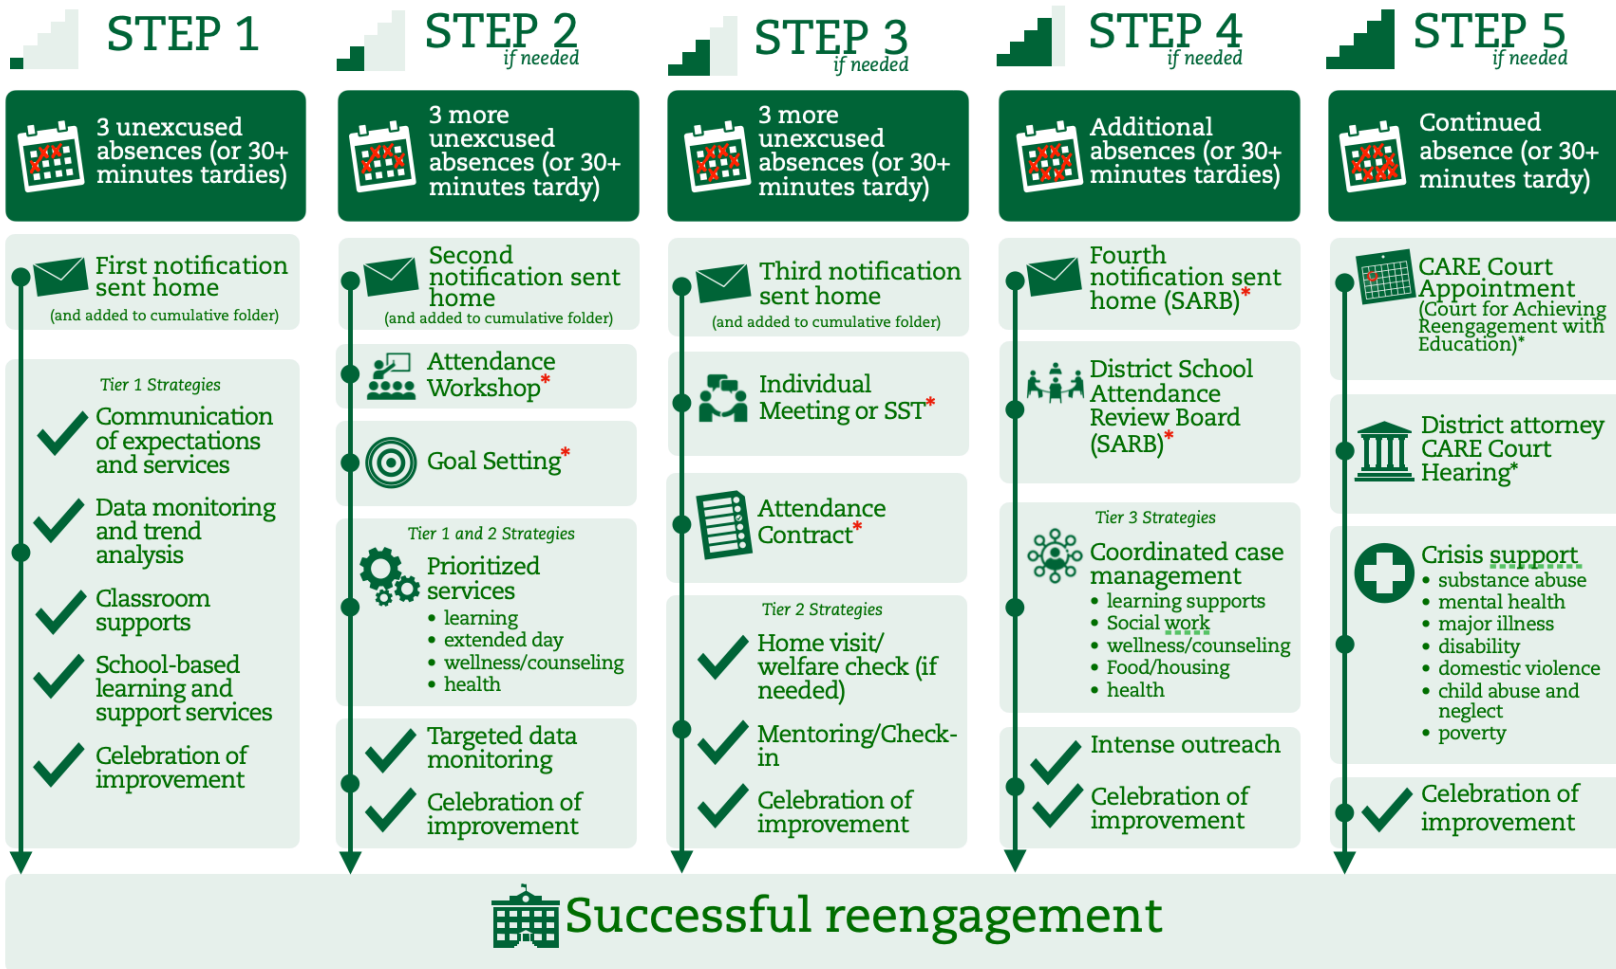 STEP 1
3 unexcused
absences (or 30+
minutes tardies)
First notification
sent home
(and added to cumulative folder)
Tier 1 Strategies
Communication
of expectations
and services
Data monitoring
and trend
analysis
Classroom
supports
School-based
learning and
support services
Celebration of
improvement
STEP 2
if needed
3 more
unexcused
absences (or 30+
minutes tardy)
Second
notification sent
home
(and added to cumulative folder)
Attendance
Workshop*
Goal Setting*
Tier 1 and 2 Strategies
Prioritized
services
• learning
• extended day
• wellness/counseling
• health
Targeted data
monitoring
Celebration of
improvement
STEP 3
if needed
3 more
unexcused
absences (or 30+
minutes tardy)
Third notification
sent home
(and added to cumulative folder)
Individual
Meeting or SST*
Attendance
Contract*
Tier 2 Strategies
Home visit/
welfare check (if
needed)
Mentoring/Check-
in
Celebration of
improvement
STEP 4
if needed
Additional
absences (or 30+
minutes tardies)
Fourth
notification sent
home (SARB)*
District School
Attendance
Review Board
(SARB)*
Tier 3 Strategies
Coordinated case
management
• learning supports
• Social work
• wellness/counseling
• Food/housing
• health
Intense outreach
Celebration of
improvement
STEP 5
if needed
Continued
absence (or 30+
minutes tardy)
CARE Court
Appointment
(Court for Achieving
Reengagement with
Education)*
District attorney
CARE Court
Hearing*
Crisis support
• substance abuse
• mental health
• major illness
• disability
• domestic violence
• child abuse and
neglect
• poverty
Celebration of
improvement
Successful reengagement